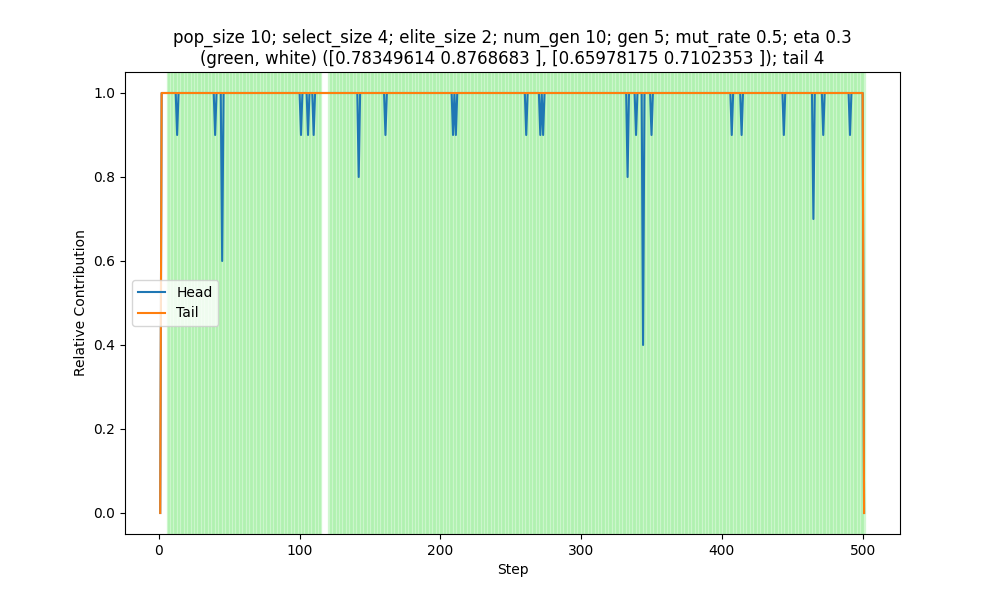 pop_size 10; select_size 4; elite_size 2; num_gen 10; gen 5; mut_rate 0.5; eta 0.3
(green, white) ([0.78349614 0.8768683 ], [0.65978175 0.7102353 ]); tail 4
1.0
0.8
0.6
0.4
0.2
0.0
Relative Contribution
Head
Tail
0
100
200
300
400
500
Step